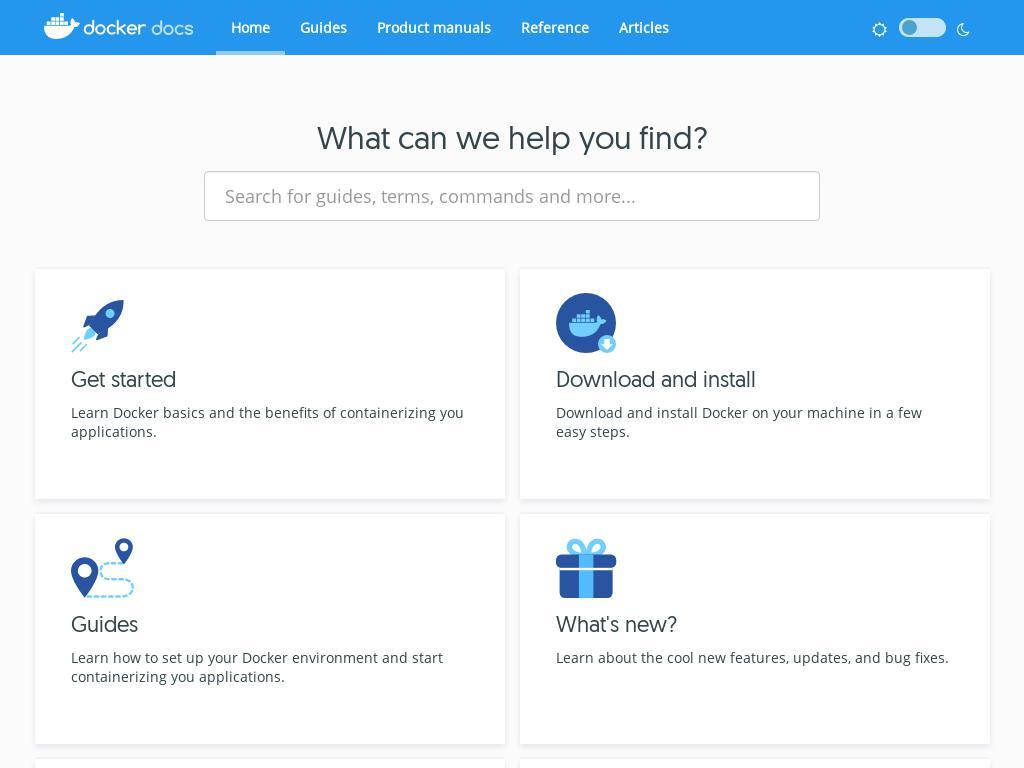 docker docs
Home
Guides
Product manuals
Reference
Articles
What can we help you find?
Search for guides, terms, commands and more...
Get started
Learn Docker basics and the benefits of containerizing you
applications.
Download and install
Download and install Docker on your machine in a few
easy steps.
Guides
Learn how to set up your Docker environment and start
containerizing you applications.
What's new?
Learn about the cool new features, updates, and bug fixes.